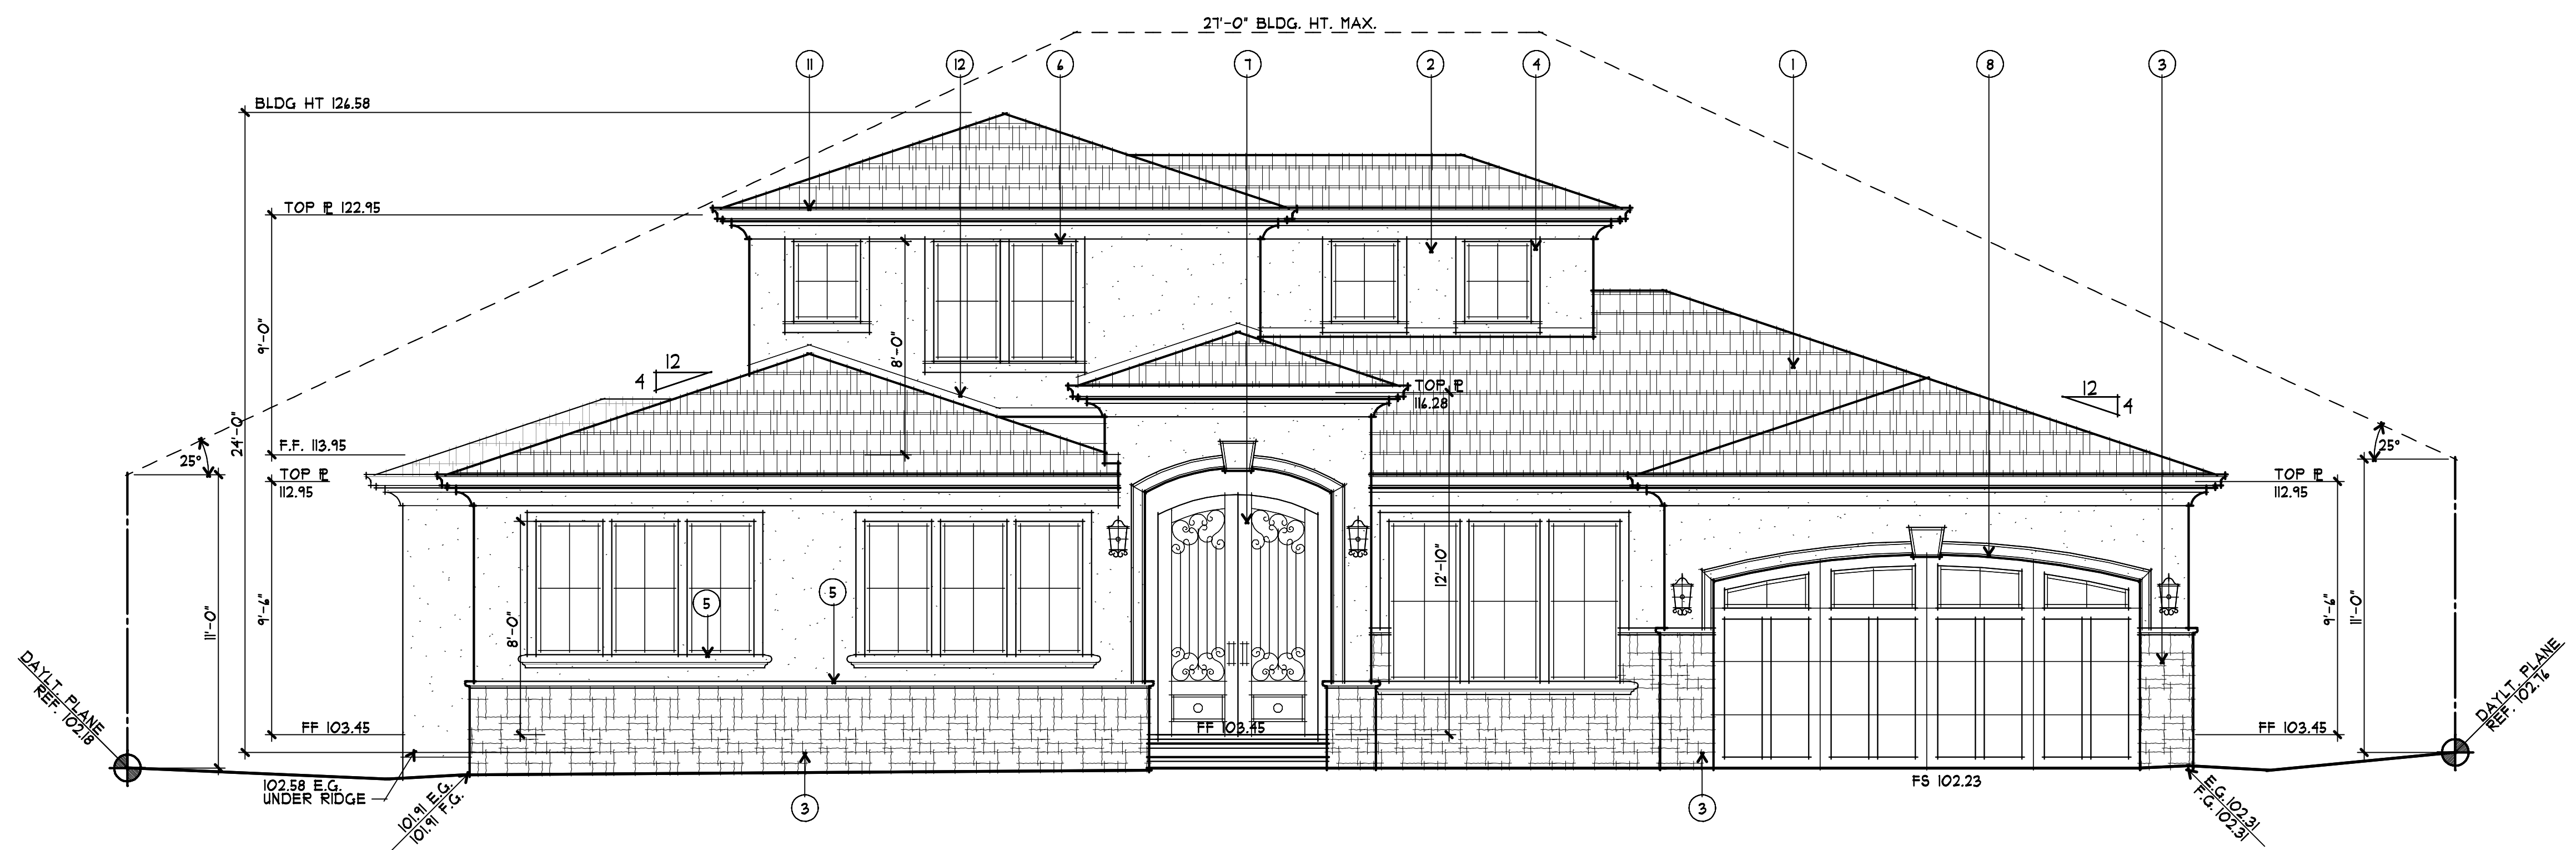 27'-0" BLDG. HT. MAX.
11
12
6
7
2
4
1
8
3
BLDG HT 126.58
TOP PL 122.95
9'-0"
8'-0"
12
4
TOP PL
116.28
12
4
24'-0"
25°
F.F. 113.95
25°
TOP PL
112.95
TOP PL
112.95
11'-0"
9'-6"
8'-0"
5
5
12'-10"
9'-6"
11'-0"
DAYLT. PLANE
REF. 102.18
DAYLT. PLANE
REF. 102.76
FF 103.45
FF 103.45
FF 103.45
102.58 E.G.
UNDER RIDGE
101.91 E.G.
101.91 F.G.
3
3
FS 102.23
E.G. 102.31
F.G. 102.31